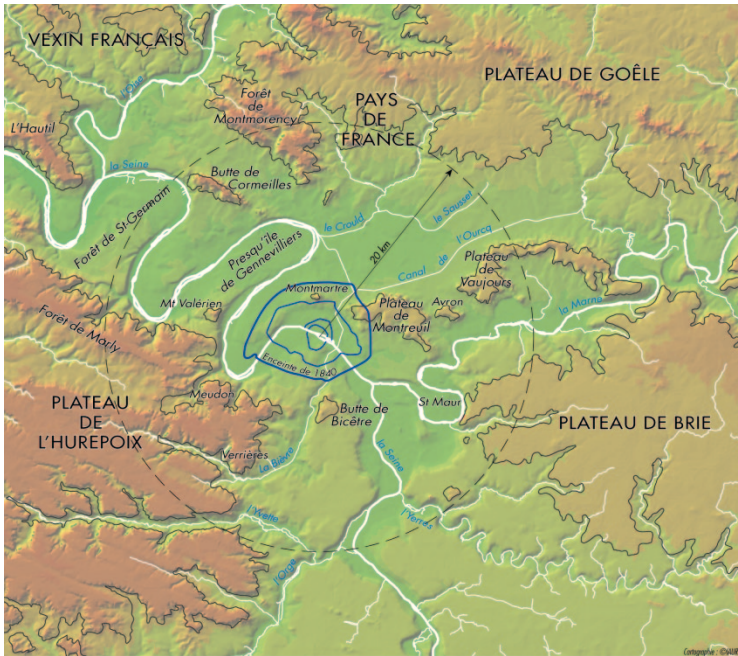 VEXIN FRANÇAIS
PLATEAU DE GOÊLE
l'Oise
Forêt
de
Montmorency
PAYS
DE
FRANCE
L'Hautil
la Seine
Butte de
Cormeilles
Forêt de St-Germain
Presqu'île
de Gennevilliers
le Crould
le Sausset
20 km
Canal de l'Ourcq
Plateau
de
Vaujours
Mt Valérien
Montmartre
Plateau
de
Montreuil
Avron
la Marne
Forêt de Marly
Enceinte de 1840
Meudon
St Maur
PLATEAU
DE
L'HUREPOIX
Butte de
Bicêtre
PLATEAU DE BRIE
Verrières
La Bièvre
la Seine
l'Yvette
l'Yerres
l'Orge